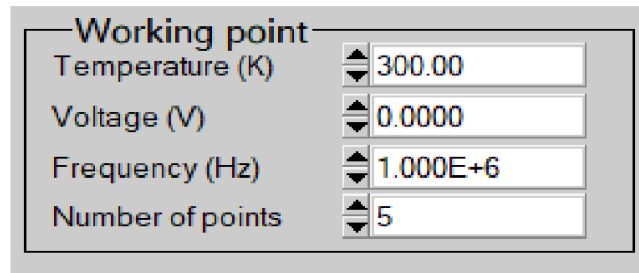 Working point
Temperature (K) 300.00
Voltage (V) 0.0000
Frequency (Hz) 1.000E+6
Number of points 5